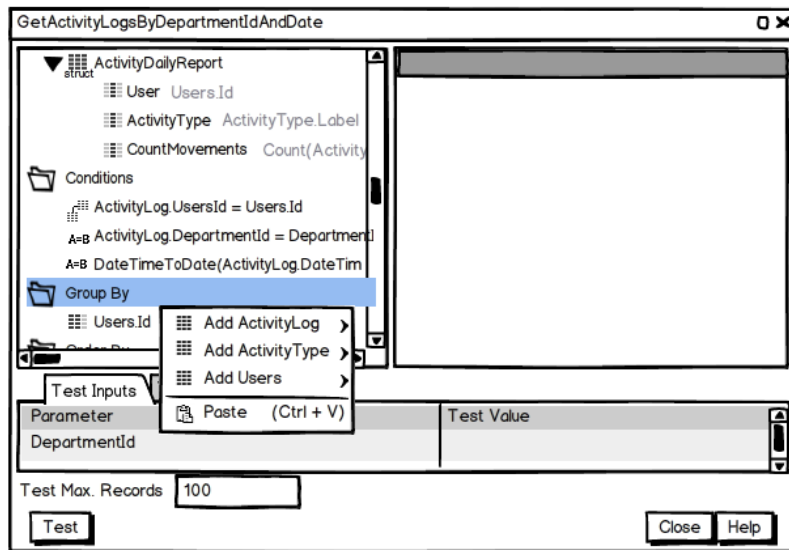 GetActivityLogsByDepartmentIdAndDate
ActivityDailyReport
struct
User Users.Id
ActivityType ActivityType.Label
CountMovements Count(Activity
Conditions
ActivityLog.UsersId = Users.Id
A=B ActivityLog.DepartmentId = DepartmentI
A=B DateTimeToDate(ActivityLog.DateTim
Group By
Users.Id
Add ActivityLog
Add ActivityType
Add Users
Paste (Ctrl + V)
Test Inputs
Parameter Test Value
DepartmentId
Test Max. Records 100
Test Close Help